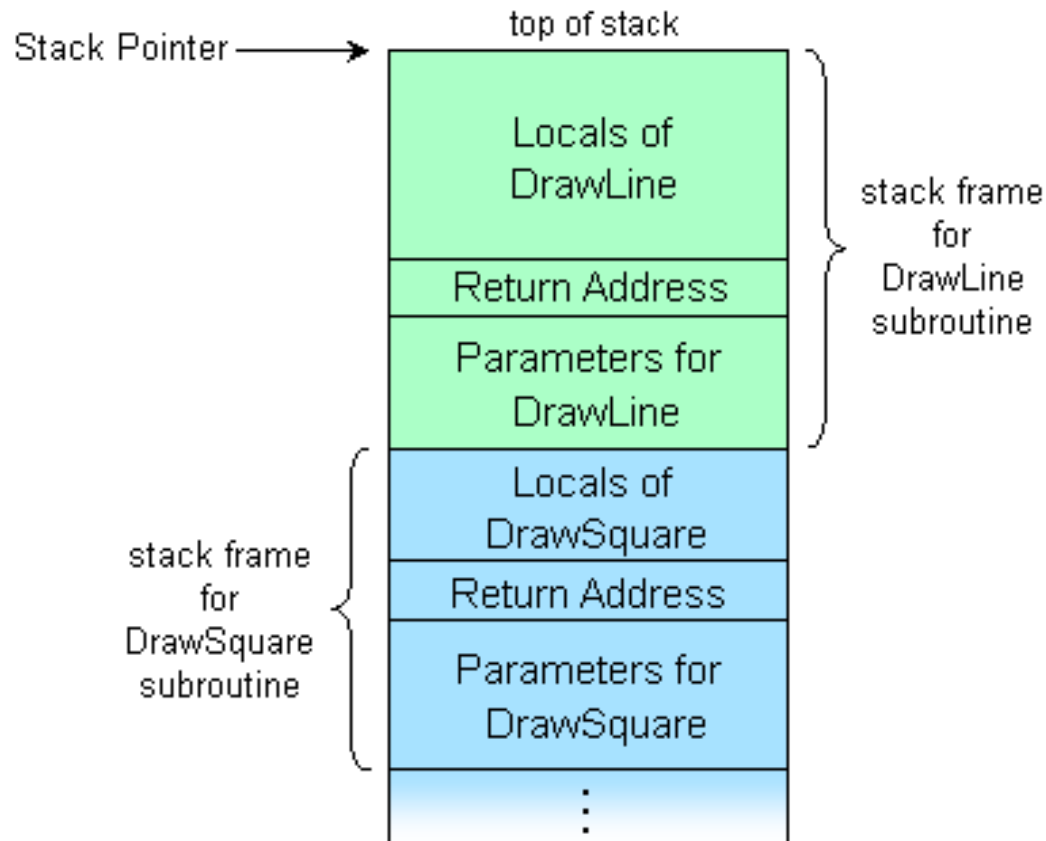 top of stack
Stack Pointer
Locals of
DrawLine
Return Address
Parameters for
DrawLine
stack frame
for
DrawLine
subroutine
Locals of
DrawSquare
Return Address
Parameters for
DrawSquare
stack frame
for
DrawSquare
subroutine
⋮